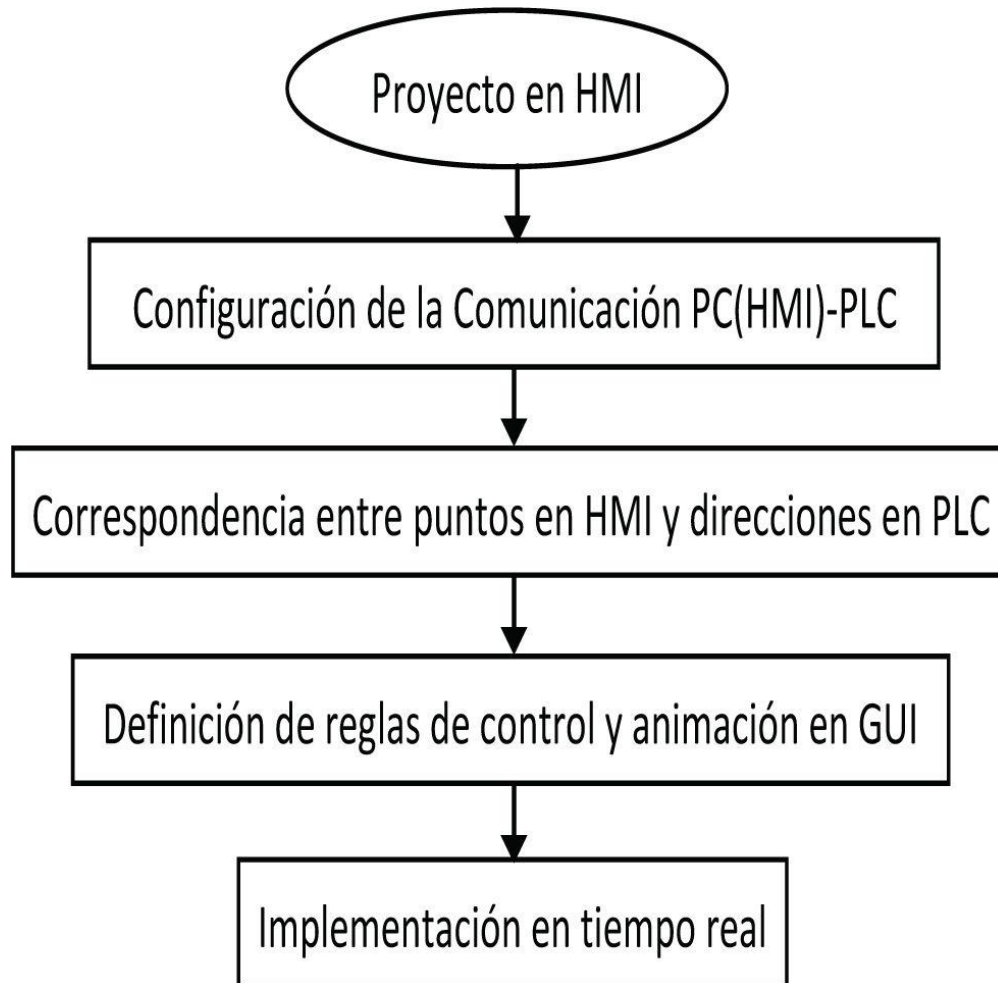 Proyecto en HMI
Configuración de la Comunicación PC(HMI)-PLC
Correspondencia entre puntos en HMI y direcciones en PLC
Definición de reglas de control y animación en GUI
Implementación en tiempo real